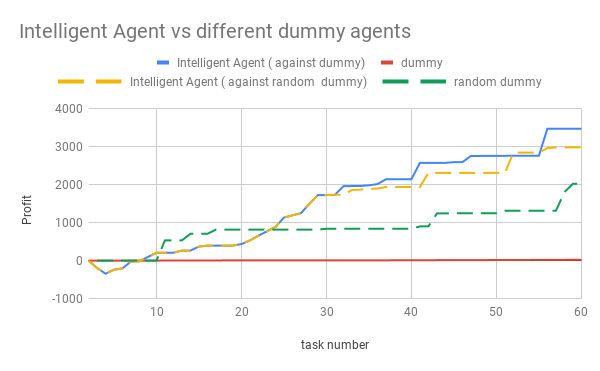 Intelligent Agent vs different dummy agents
Intelligent Agent ( against dummy) dummy
Intelligent Agent ( against random dummy) random dummy
4000
3000
2000
1000
0
-1000
Profit
10 20 30 40 50 60
task number